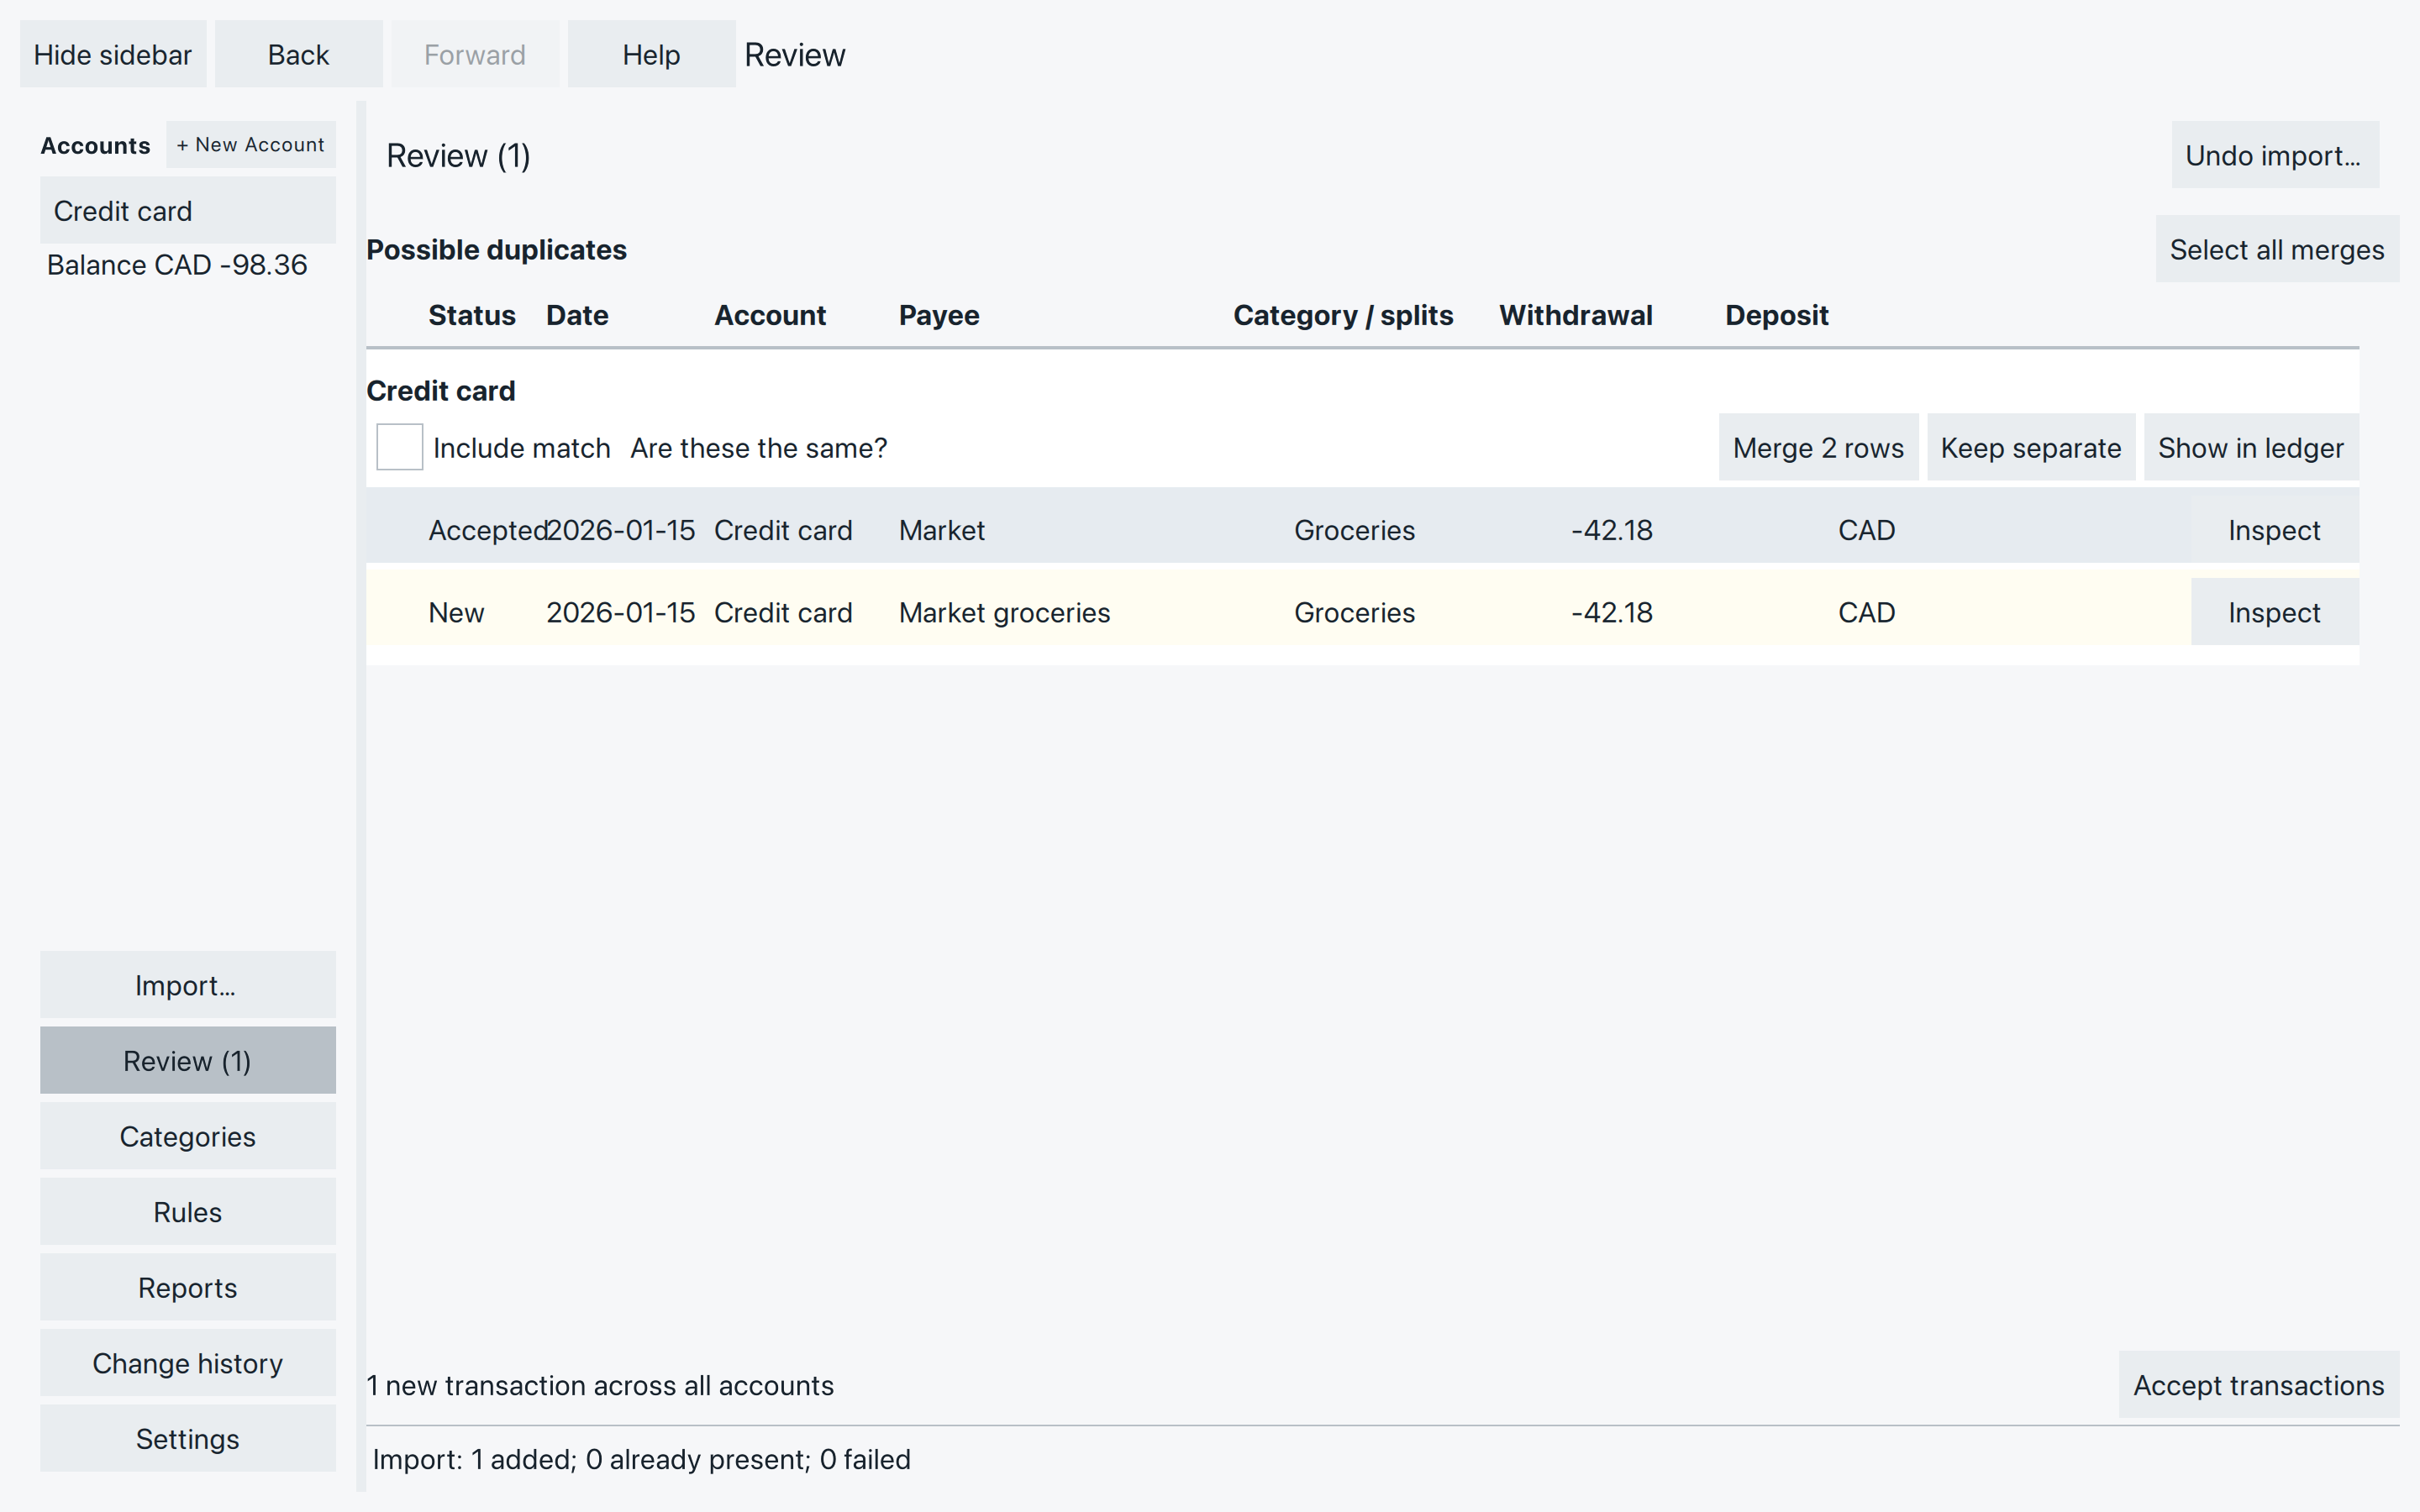 Hide sidebar Back Forward Help Review
Accounts + New Account
Credit card
Balance CAD -98.36
Import...
Review (1)
Categories
Rules
Reports
Change history
Settings
Review (1) Undo import...
Possible duplicates Select all merges
Status Date Account Payee Category / splits Withdrawal Deposit
Credit card
Include match Are these the same? Merge 2 rows Keep separate Show in ledger
Accepted 2026-01-15 Credit card Market Groceries -42.18 CAD Inspect
New 2026-01-15 Credit card Market groceries Groceries -42.18 CAD Inspect
1 new transaction across all accounts Accept transactions
Import: 1 added; 0 already present; 0 failed